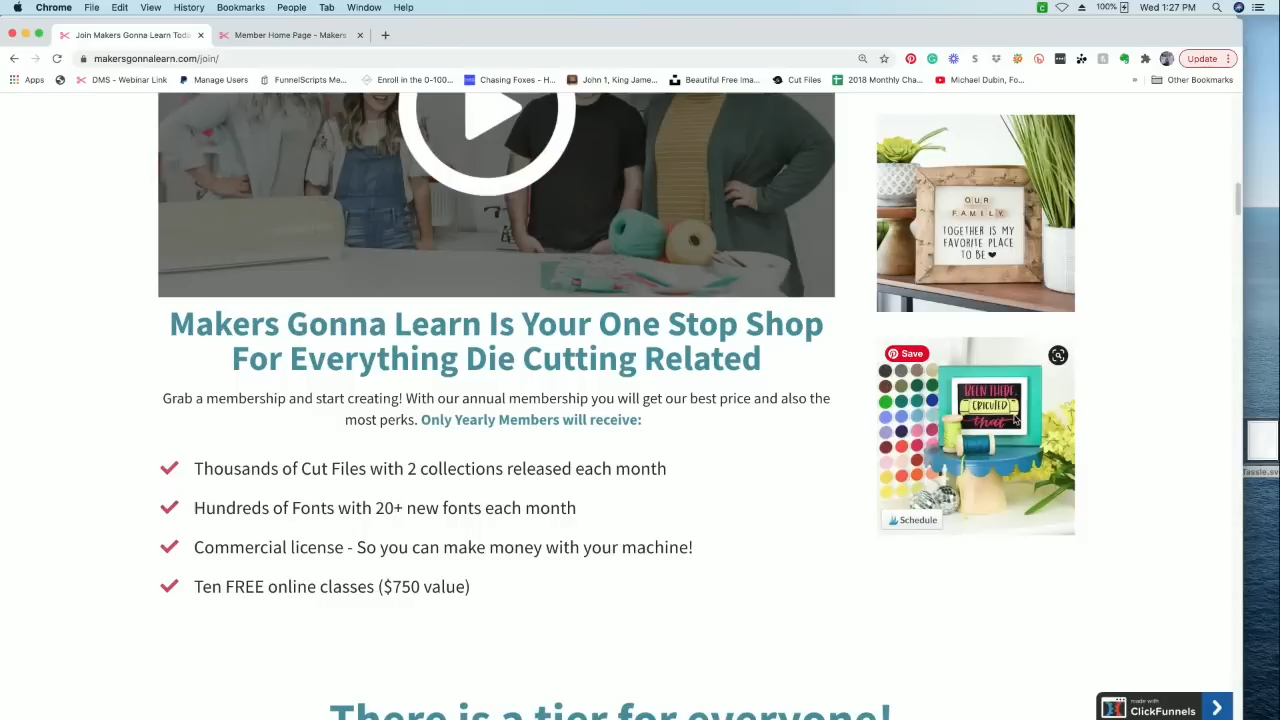 Chrome File Edit View History Bookmarks People Tab Window Help 100% Wed 1:27 PM
Join Makers Gonna Learn Toda Member Home Page - Makers
makersgonnalearn.com/join/ Update
Apps DMS - Webinar Link Manage Users FunnelScripts Me... Enroll in the 0-100... Chasing Foxes - H... John 1, King Jame... Beautiful Free Ima... Cut Files 2018 Monthly Cha... Michael Dubin, Fo... » Other Bookmarks
OUR
FAMILY
TOGETHER IS MY
FAVORITE PLACE
TO BE
Makers Gonna Learn Is Your One Stop Shop
For Everything Die Cutting Related
Grab a membership and start creating! With our annual membership you will get our best price and also the
most perks. Only Yearly Members will receive:
Thousands of Cut Files with 2 collections released each month
Hundreds of Fonts with 20+ new fonts each month
Commercial license - So you can make money with your machine!
Ten FREE online classes ($750 value)
Save
BEEN THERE
CRICUTED
that
Schedule
Tassle.sv
There is a tier for everyone!
made with
ClickFunnels